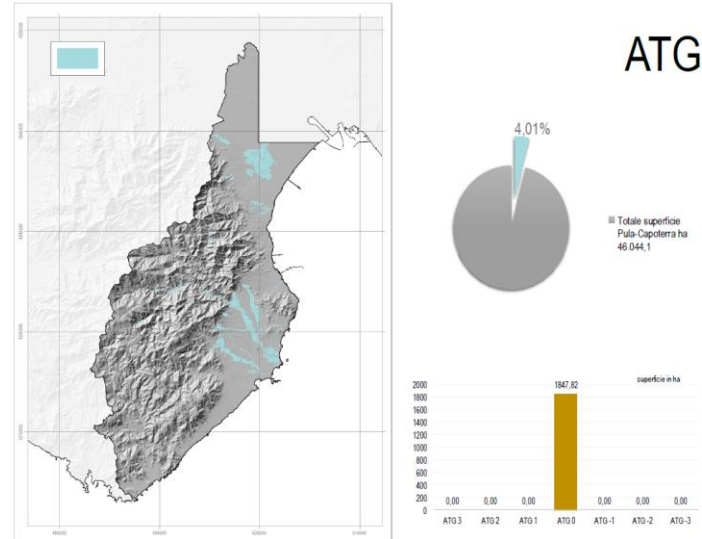 ATG
4,01%
Totale superficie
Pula-Capoterra ha
46.044,1
superficie in ha
1847,82
2000
1800
1600
1400
1200
1000
800
600
400
200
0
0,00 0,00 0,00 0,00 0,00 0,00
ATG 3 ATG 2 ATG 1 ATG 0 ATG -1 ATG -2 ATG -3